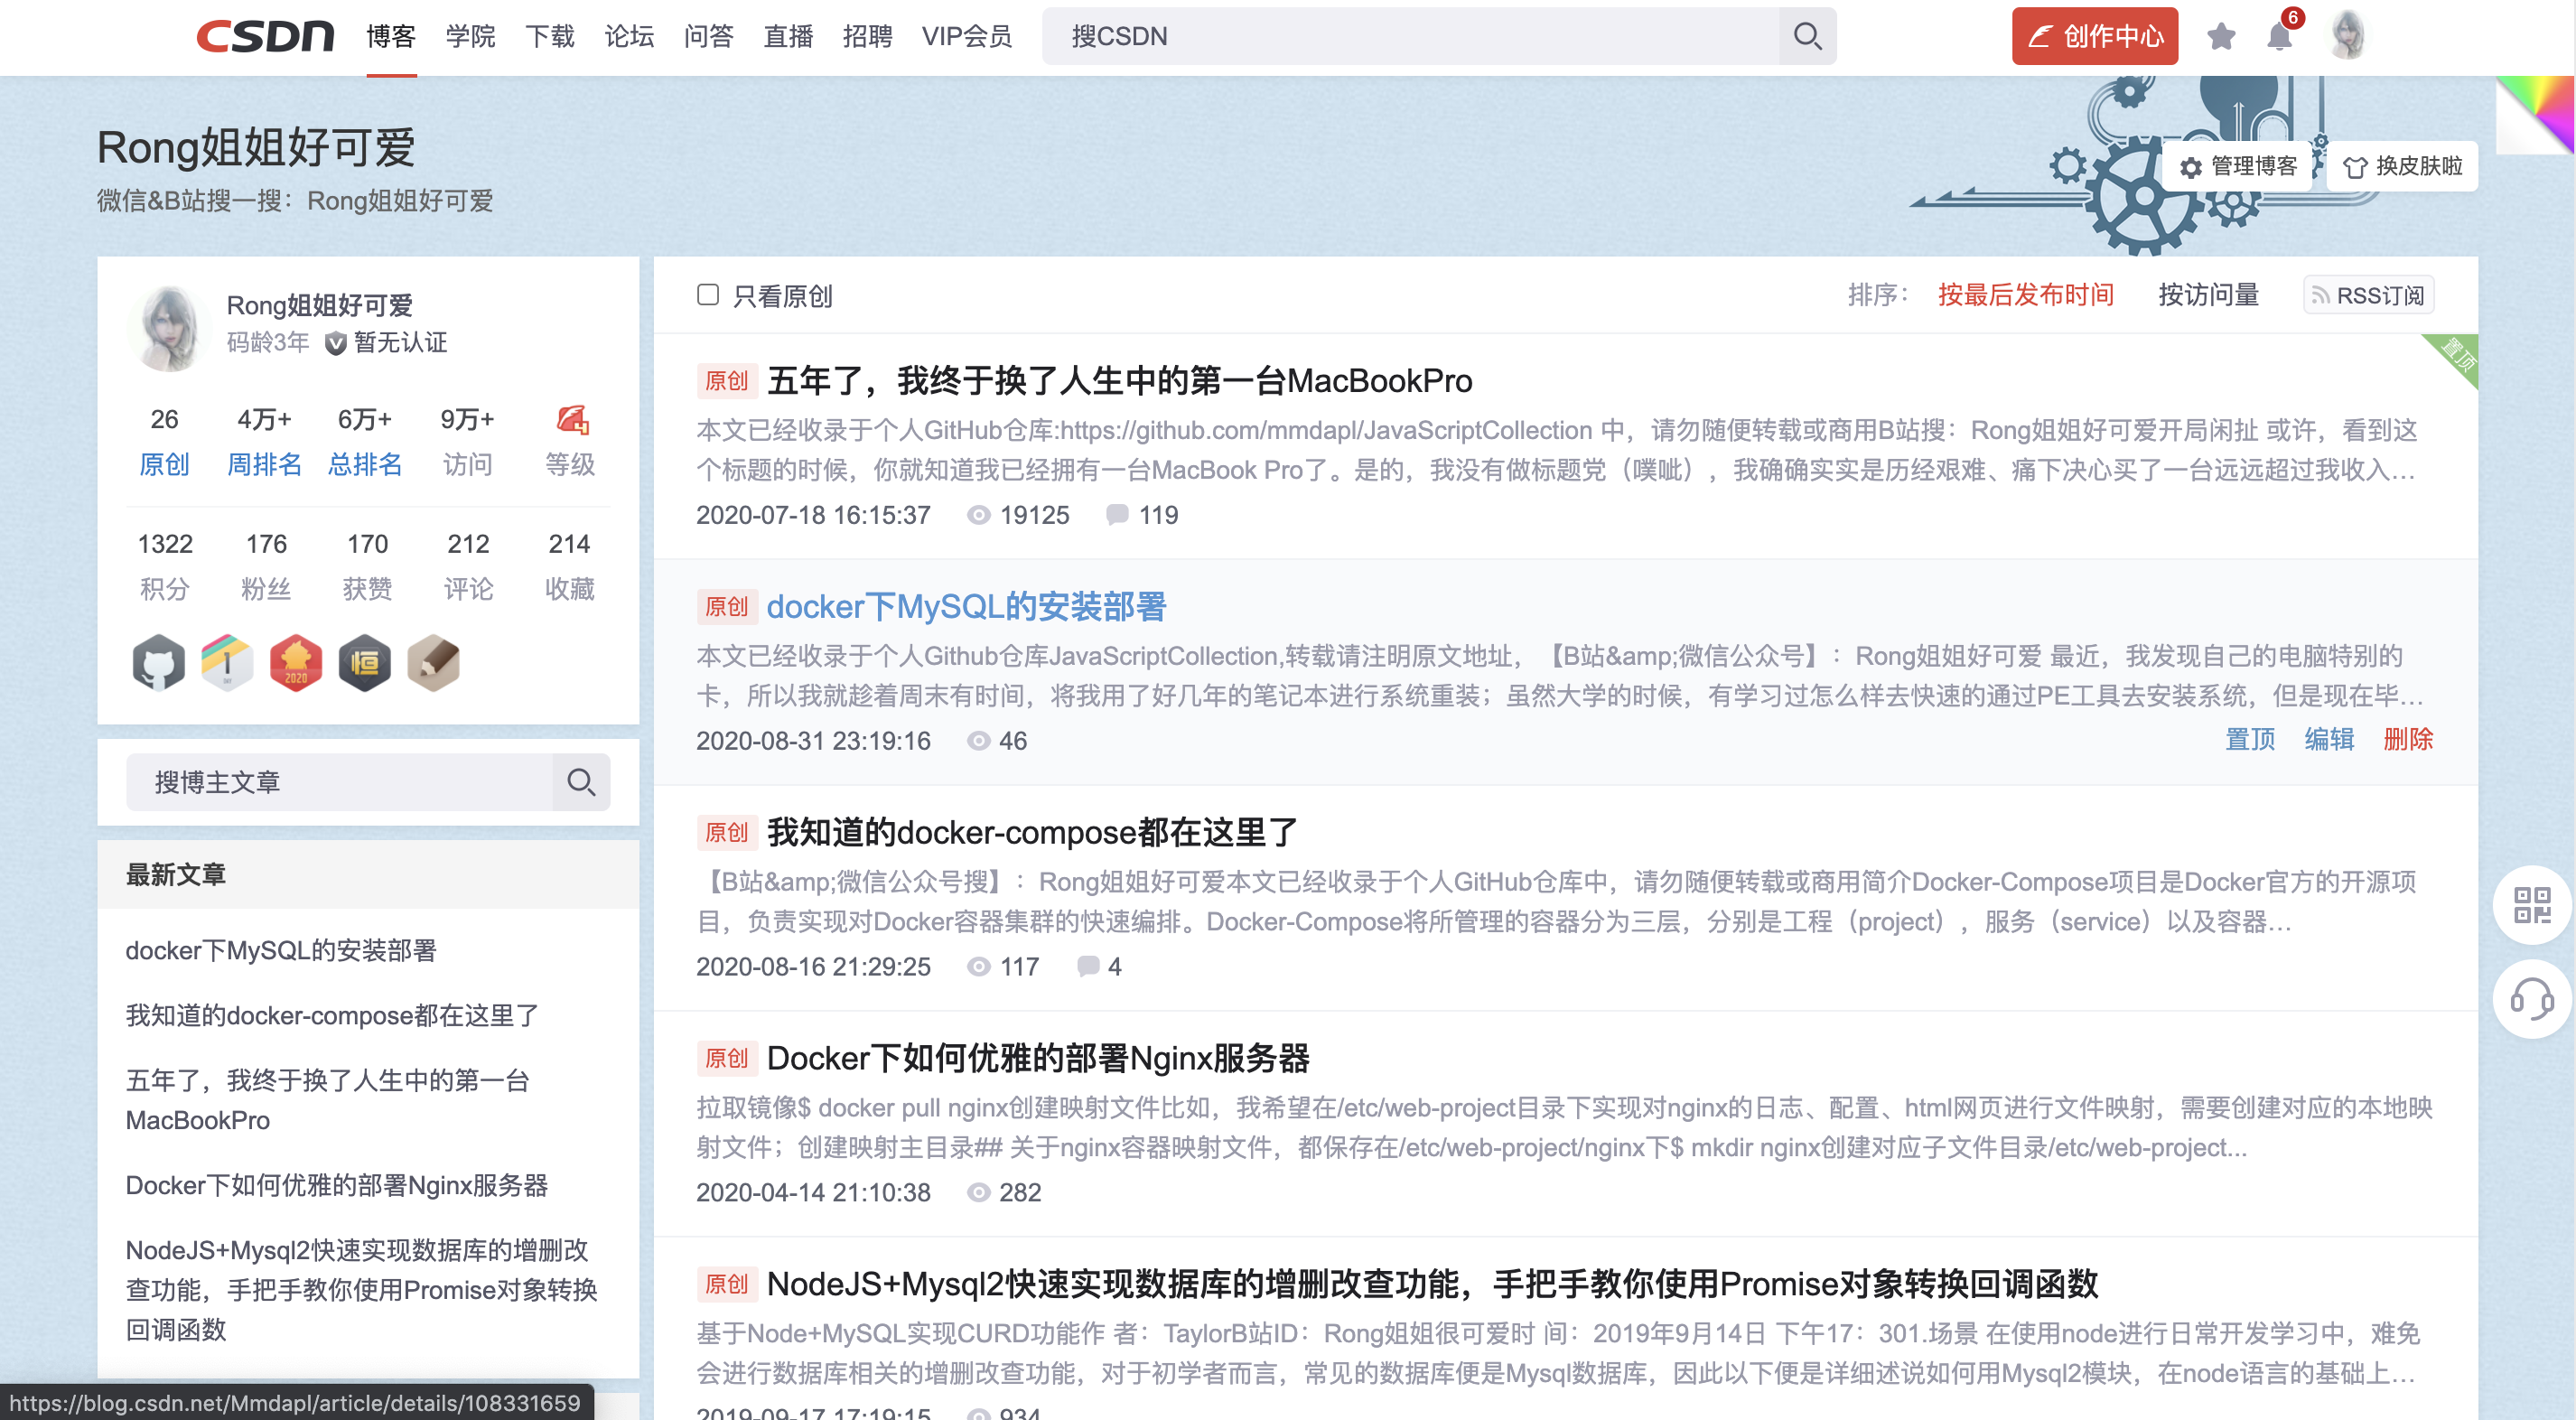 CSDN 博客 学院 下载 论坛 问答 直播 招聘 VIP会员 搜CSDN 创作中心 6
Rong姐姐好可爱
微信&B站搜一搜：Rong姐姐好可爱
管理博客 换皮肤啦
Rong姐姐好可爱
码龄3年 暂无认证
26 4万+ 6万+ 9万+ 4
原创 周排名 总排名 访问 等级
1322 176 170 212 214
积分 粉丝 获赞 评论 收藏
1 DAY 2020 恒
搜博主文章
最新文章
docker下MySQL的安装部署
我知道的docker-compose都在这里了
五年了，我终于换了人生中的第一台
MacBookPro
Docker下如何优雅的部署Nginx服务器
NodeJS+Mysql2快速实现数据库的增删改
查功能，手把手教你使用Promise对象转换
回调函数
只看原创 排序： 按最后发布时间 按访问量 RSS订阅
置顶
原创 五年了，我终于换了人生中的第一台MacBookPro
本文已经收录于个人GitHub仓库:https://github.com/mmdapl/JavaScriptCollection 中，请勿随便转载或商用B站搜：Rong姐姐好可爱开局闲扯 或许，看到这
个标题的时候，你就知道我已经拥有一台MacBook Pro了。是的，我没有做标题党（噗呲），我确确实实是历经艰难、痛下决心买了一台远远超过我收入...
2020-07-18 16:15:37 19125 119
原创 docker下MySQL的安装部署
本文已经收录于个人Github仓库JavaScriptCollection,转载请注明原文地址，【B站&amp;微信公众号】：Rong姐姐好可爱 最近，我发现自己的电脑特别的
卡，所以我就趁着周末有时间，将我用了好几年的笔记本进行系统重装；虽然大学的时候，有学习过怎么样去快速的通过PE工具去安装系统，但是现在毕...
2020-08-31 23:19:16 46 置顶 编辑 删除
原创 我知道的docker-compose都在这里了
【B站&amp;微信公众号搜】：Rong姐姐好可爱本文已经收录于个人GitHub仓库中，请勿随便转载或商用简介Docker-Compose项目是Docker官方的开源项
目，负责实现对Docker容器集群的快速编排。Docker-Compose将所管理的容器分为三层，分别是工程（project），服务（service）以及容器...
2020-08-16 21:29:25 117 4
原创 Docker下如何优雅的部署Nginx服务器
拉取镜像$ docker pull nginx创建映射文件比如，我希望在/etc/web-project目录下实现对nginx的日志、配置、html网页进行文件映射，需要创建对应的本地映
射文件；创建映射主目录## 关于nginx容器映射文件，都保存在/etc/web-project/nginx下$ mkdir nginx创建对应子文件目录/etc/web-project...
2020-04-14 21:10:38 282
原创 NodeJS+Mysql2快速实现数据库的增删改查功能，手把手教你使用Promise对象转换回调函数
基于Node+MySQL实现CURD功能作 者：TaylorB站ID：Rong姐姐很可爱时 间：2019年9月14日 下午17：301.场景 在使用node进行日常开发学习中，难免
会进行数据库相关的增删改查功能，对于初学者而言，常见的数据库便是Mysql数据库，因此以下便是详细述说如何用Mysql2模块，在node语言的基础上...
2019-09-17 17:19:15 934
https://blog.csdn.net/Mmdapl/article/details/108331659